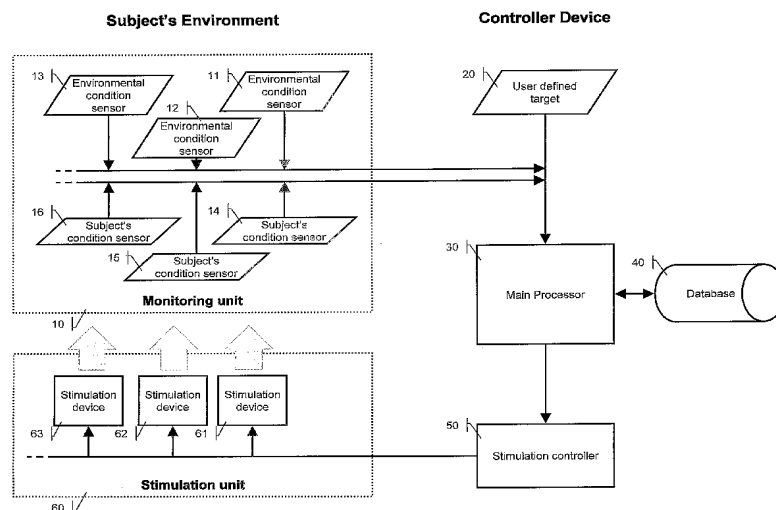 Subject's Environment
Controller Device
13
Environmental
condition
sensor
11
Environmental
condition
sensor
12
Environmental
condition sensor
20
User defined
target
16
Subject's
condition sensor
14
Subject's
condition sensor
15
Subject's
condition sensor
Monitoring unit
10
30
Main Processor
40
Database
Stimulation
device
63
Stimulation
device
62
Stimulation
device
61
50
Stimulation controller
Stimulation unit
60